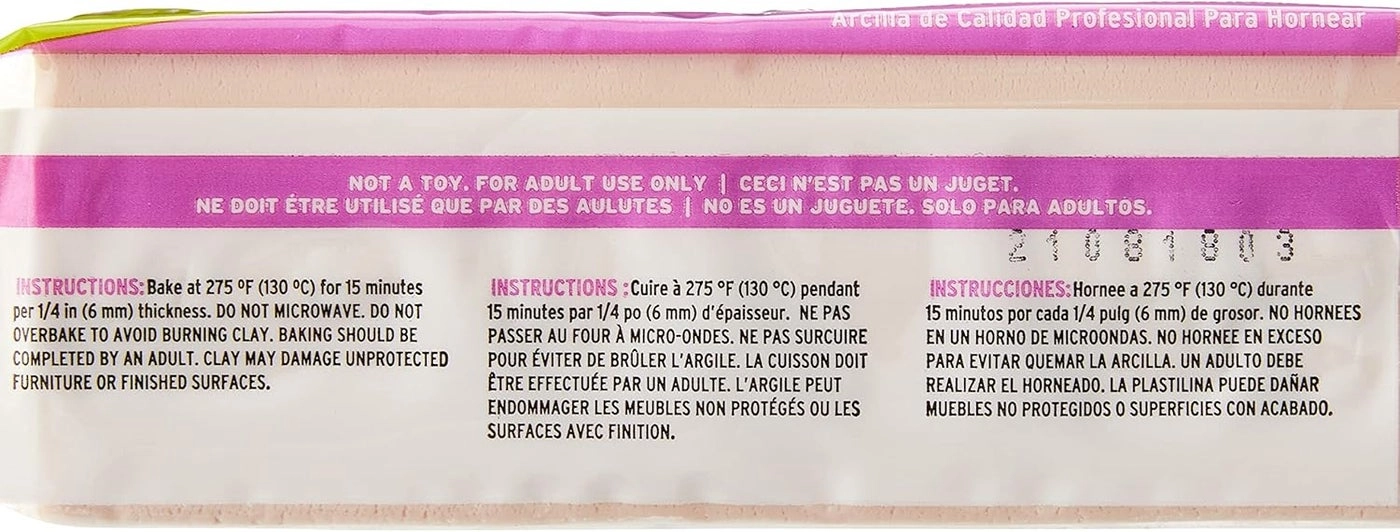 Arcilla de Calidad Profesional Para Hornear
NOT A TOY. FOR ADULT USE ONLY | CECI N'EST PAS UN JUGET.
NE DOIT ÉTRE UTILISÉ QUE PAR DES AULUTES | NO ES UN JUGUETE. SOLO PARA ADULTOS.
INSTRUCTIONS: Bake at 275 ºF (130 ºC) for 15 minutes
per 1/4 in (6 mm) thickness. DO NOT MICROWAVE. DO NOT
OVERBAKE TO AVOID BURNING CLAY. BAKING SHOULD BE
COMPLETED BY AN ADULT. CLAY MAY DAMAGE UNPROTECTED
FURNITURE OR FINISHED SURFACES.
INSTRUCTIONS : Cuire à 275 °F (130 °C) pendant
15 minutes par 1/4 po (6 mm) d'épaisseur. NE PAS
PASSER AU FOUR À MICRO-ONDES. NE PAS SURCUIRE
POUR ÉVITER DE BRÛLER L'ARGILE. LA CUISSON DOIT
ÊTRE EFFECTUÉE PAR UN ADULTE. L'ARGILE PEUT
ENDOMMAGER LES MEUBLES NON PROTÉGÉS OU LES
SURFACES AVEC FINITION.
INSTRUCCIONES: Hornee a 275 °F (130 °C) durante
15 minutos por cada 1/4 pulg (6 mm) de grosor. NO HORNEES
EN UN HORNO DE MICROONDAS. NO HORNEE EN EXCESO
PARA EVITAR QUEMAR LA ARCILLA. UN ADULTO DEBE
REALIZAR EL HORNEADO. LA PLASTILINA PUEDE DAÑAR
MUEBLES NO PROTEGIDOS O SUPERFICIES CON ACABADO.